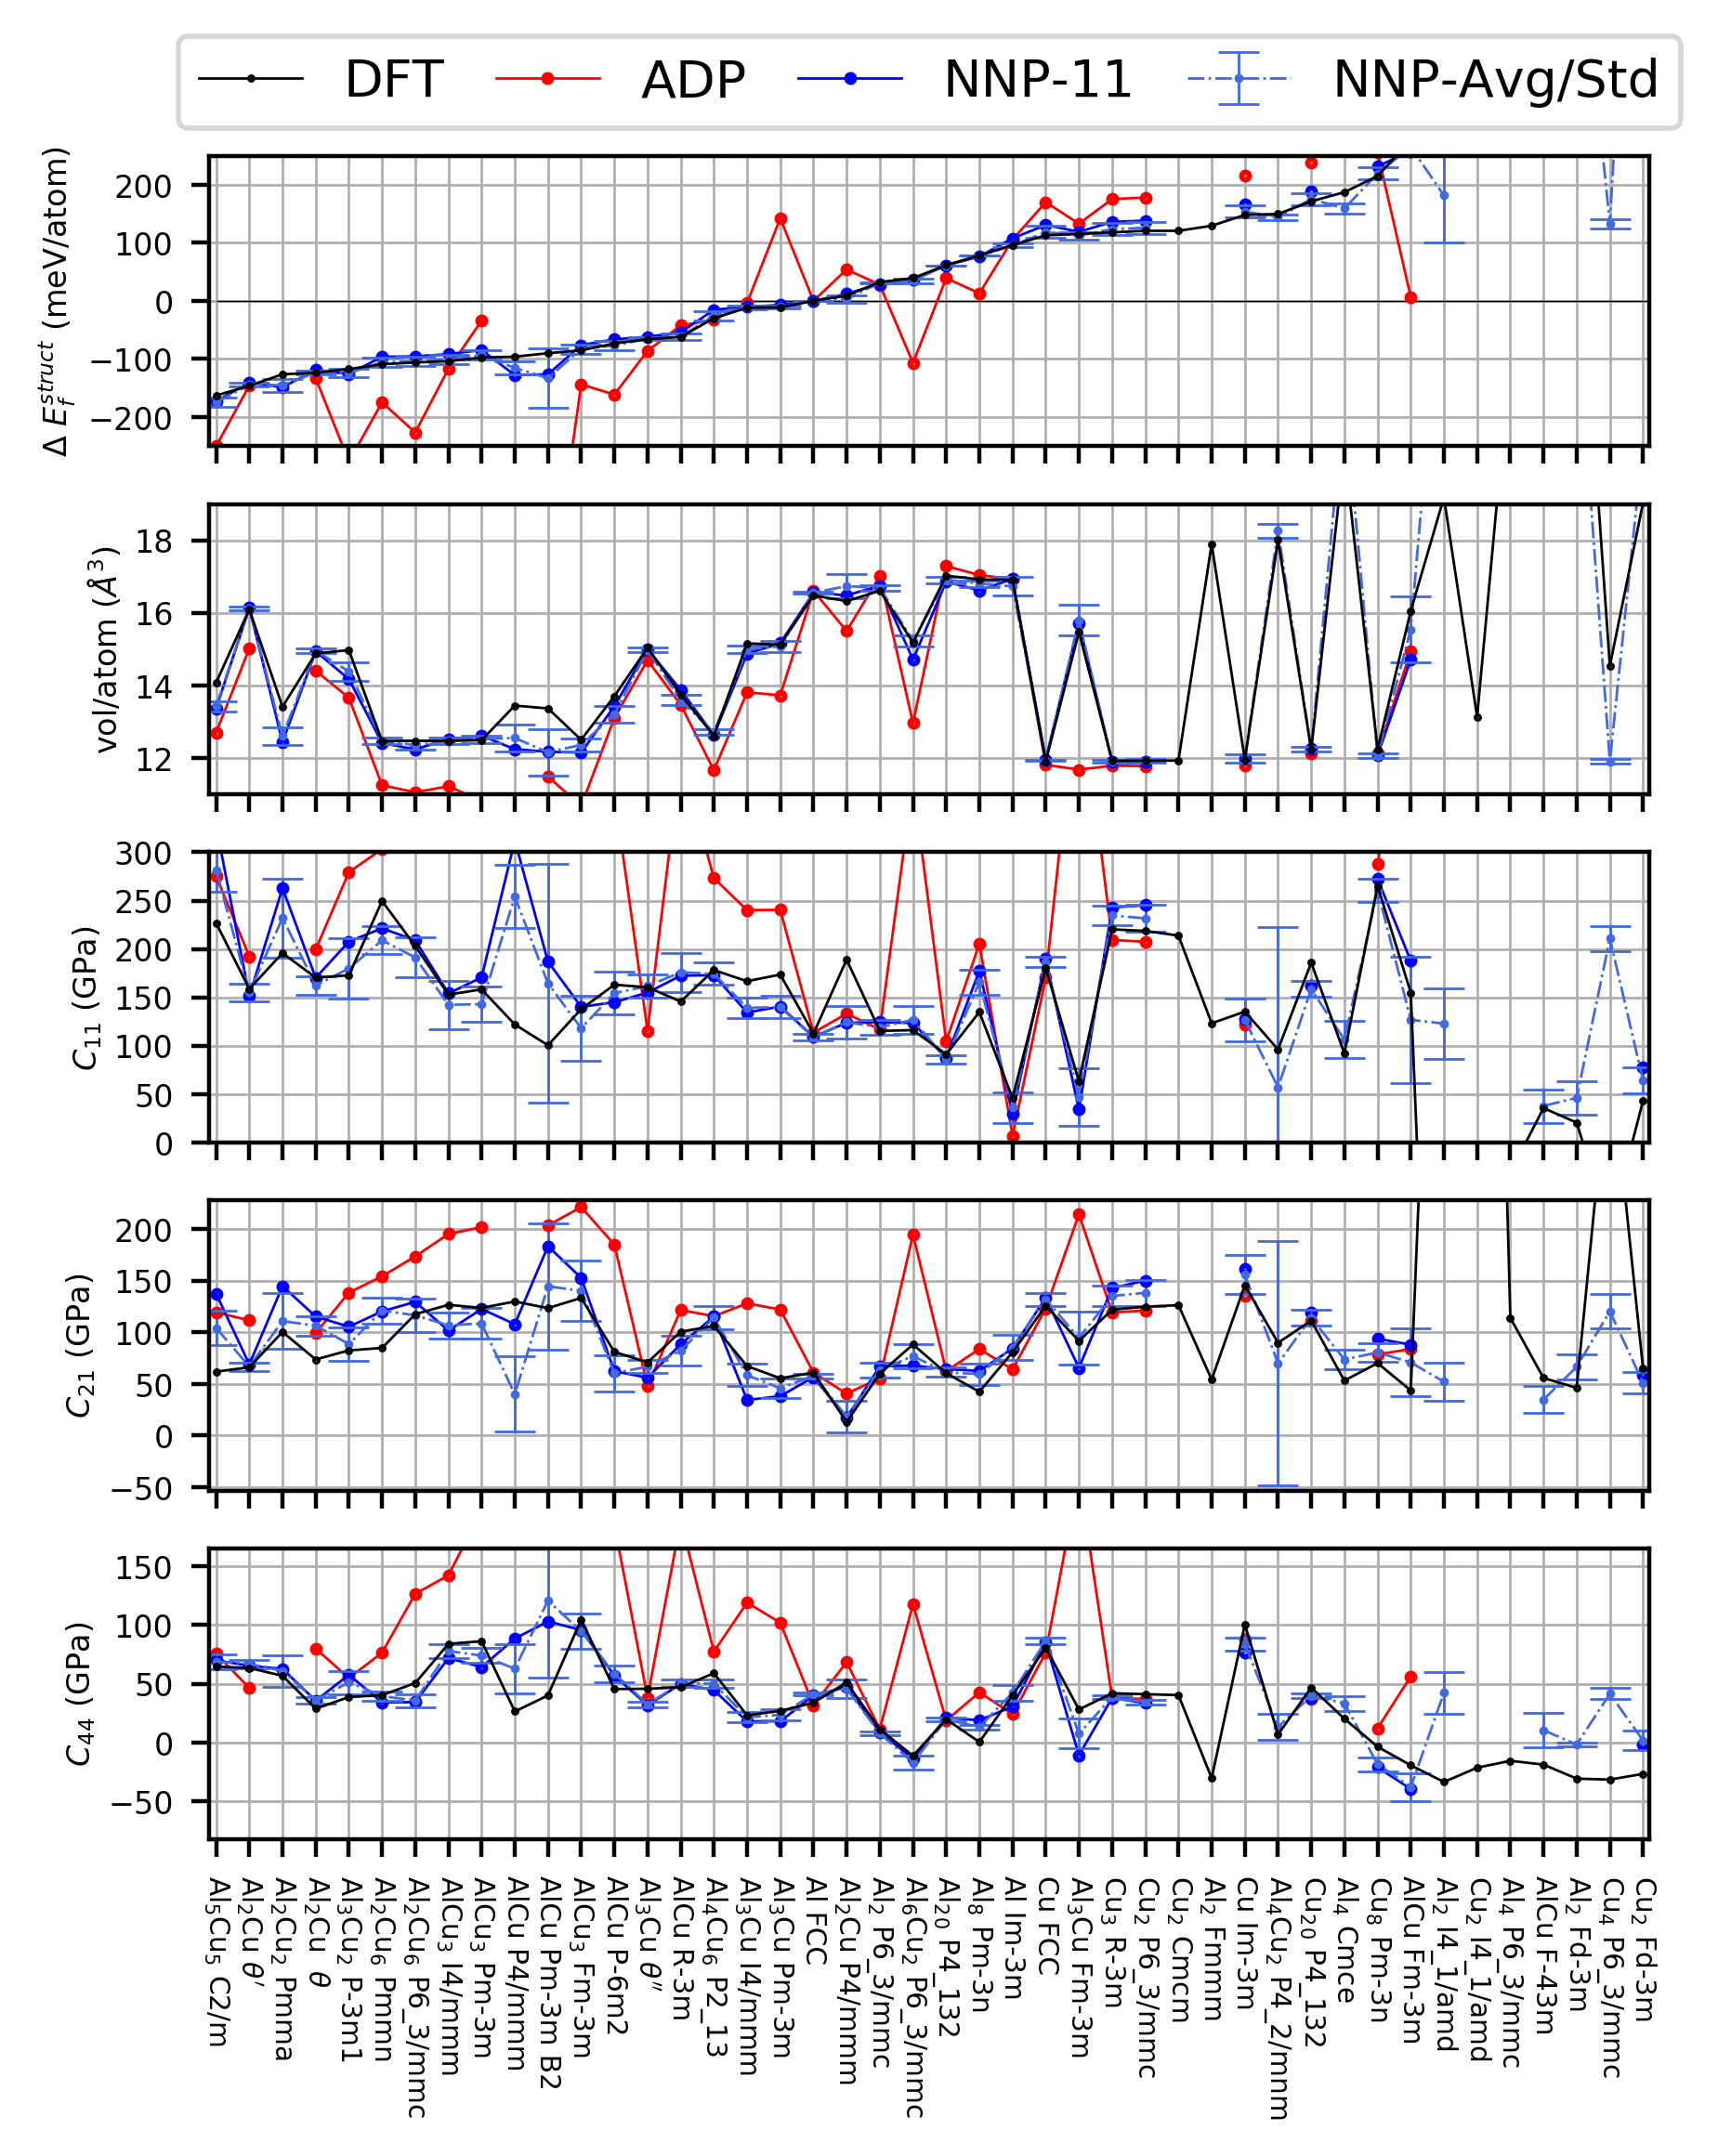 DFT ADP NNP-11 NNP-Avg/Std
Δ E_f^struct (meV/atom)
200
100
0
−100
−200
vol/atom (Å³)
18
16
14
12
C₁₁ (GPa)
300
250
200
150
100
50
0
C₂₁ (GPa)
200
150
100
50
0
−50
C₄₄ (GPa)
150
100
50
0
−50
Al₅Cu₅ C2/m
Al₂Cu θ′
Al₂Cu₂ Pmma
Al₂Cu θ
Al₃Cu₂ P-3m1
Al₂Cu₆ Pmmn
Al₂Cu₆ P6_3/mmc
AlCu₃ I4/mmm
AlCu₃ Pm-3m
AlCu P4/mmm
AlCu Pm-3m B2
AlCu₃ Fm-3m
AlCu P-6m2
Al₃Cu θ″
AlCu R-3m
Al₄Cu₆ P2_13
Al₃Cu I4/mmm
Al₃Cu Pm-3m
Al FCC
Al₂Cu P4/mmm
Al₂ P6_3/mmc
Al₆Cu₂ P6_3/mmc
Al₂₀ P4_132
Al₈ Pm-3n
Al Im-3m
Cu FCC
Al₃Cu Fm-3m
Cu₃ R-3m
Cu₂ P6_3/mmc
Cu₂ Cmcm
Al₂ Fmmm
Cu Im-3m
Al₄Cu₂ P4_2/mnm
Cu₂₀ P4_132
Al₄ Cmce
Cu₈ Pm-3n
AlCu Fm-3m
Al₂ I4_1/amd
Cu₂ I4_1/amd
Al₄ P6_3/mmc
AlCu F-43m
Al₂ Fd-3m
Cu₄ P6_3/mmc
Cu₂ Fd-3m